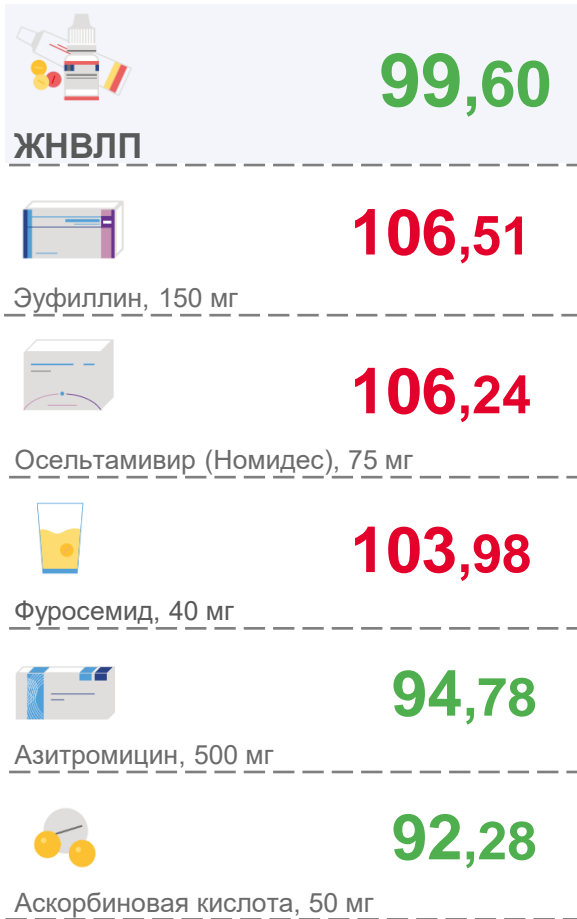 99,60
ЖНВЛП
106,51
Эуфиллин, 150 мг
106,24
Осельтамивир (Номидес), 75 мг
103,98
Фуросемид, 40 мг
94,78
Азитромицин, 500 мг
92,28
Аскорбиновая кислота, 50 мг